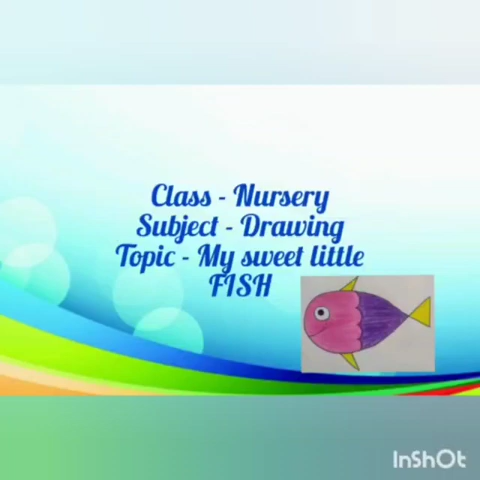 Class - Nursery
Subject - Drawing
Topic - My sweet little
FISH
InShOt